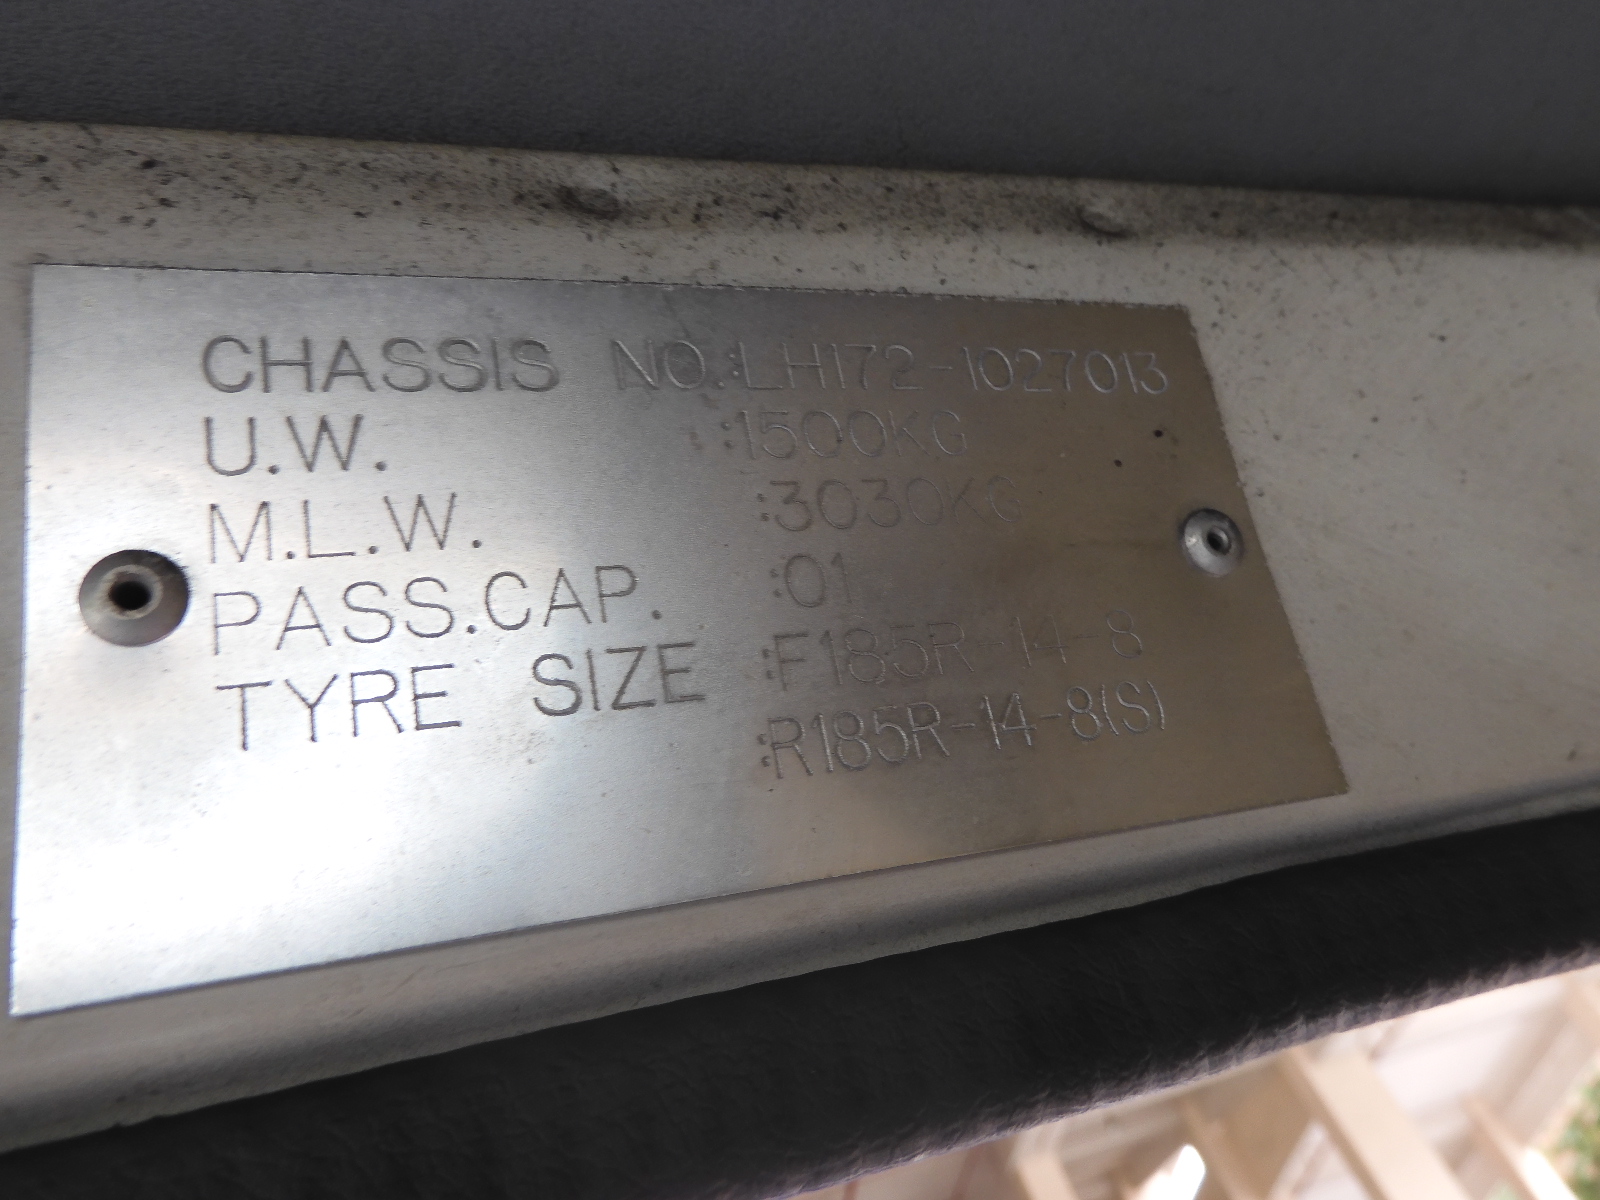 CHASSIS NO.:LH172-1027013
U.W. :1500KG
M.L.W. :3030KG
PASS.CAP. :01
TYRE SIZE :F185R-14-8
:R185R-14-8(S)